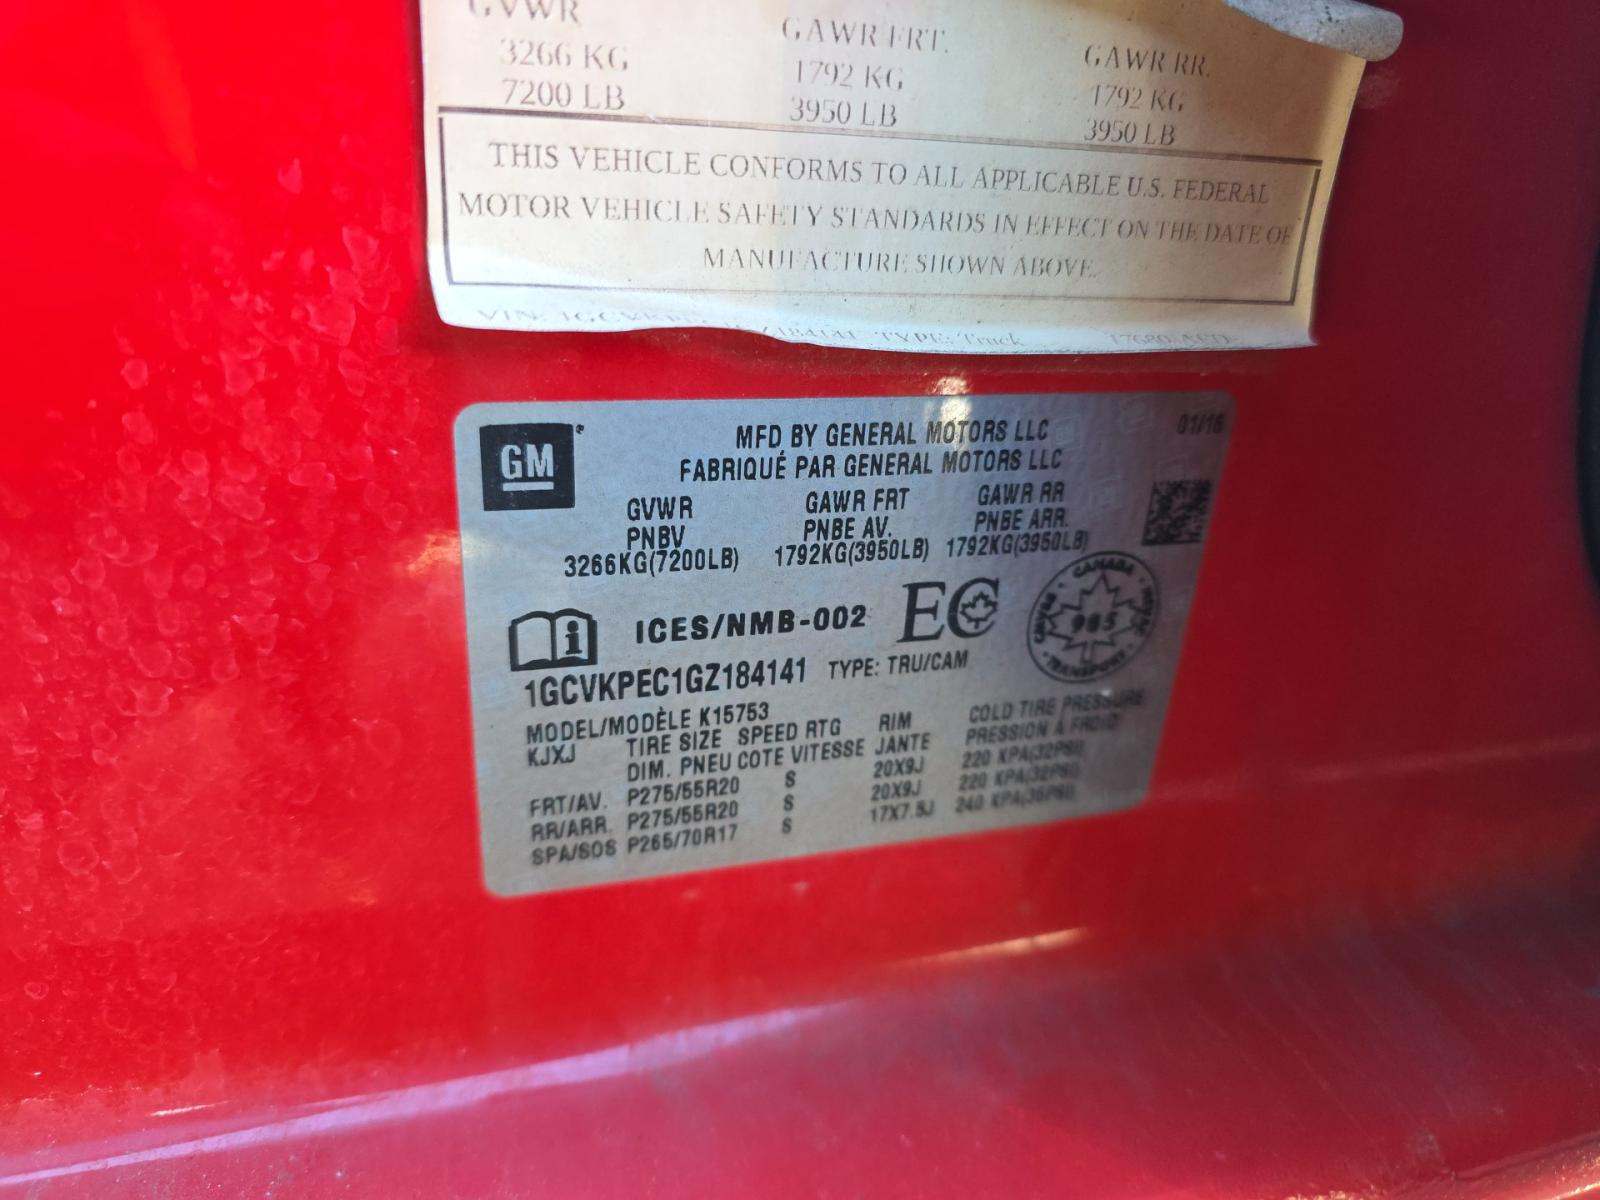 GVWR GAWR FRT. GAWR RR.
3266 KG 1792 KG 1792 KG
7200 LB 3950 LB 3950 LB
THIS VEHICLE CONFORMS TO ALL APPLICABLE U.S. FEDERAL
MOTOR VEHICLE SAFETY STANDARDS IN EFFECT ON THE DATE OF
MANUFACTURE SHOWN ABOVE.
VIN: TYPE: Truck
GM
MFD BY GENERAL MOTORS LLC 01/16
FABRIQUÉ PAR GENERAL MOTORS LLC
GVWR GAWR FRT GAWR RR
PNBV PNBE AV. PNBE ARR.
3266KG(7200LB) 1792KG(3950LB) 1792KG(3950LB)
ICES/NMB-002 EC
CANADA
TRANSPORT
1GCVKPEC1GZ184141 TYPE: TRU/CAM
MODEL/MODÈLE K15753
KJXJ TIRE SIZE SPEED RTG RIM COLD TIRE PRESSURE
DIM. PNEU COTE VITESSE JANTE PRESSION À FROID
FRT/AV. P275/55R20 S 20X9J 220 KPA(32PSI)
RR/ARR. P275/55R20 S 20X9J 220 KPA(32PSI)
SPA/SOS P265/70R17 S 17X7.5J 240 KPA(35PSI)